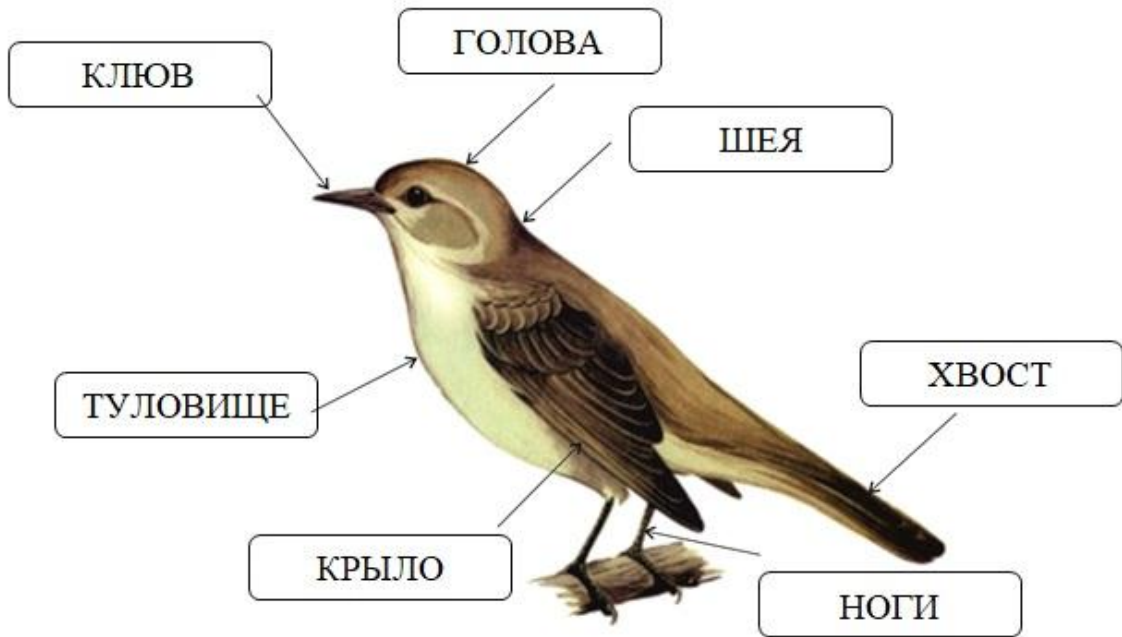 ГОЛОВА
КЛЮВ
ШЕЯ
ХВОСТ
ТУЛОВИЩЕ
КРЫЛО
НОГИ